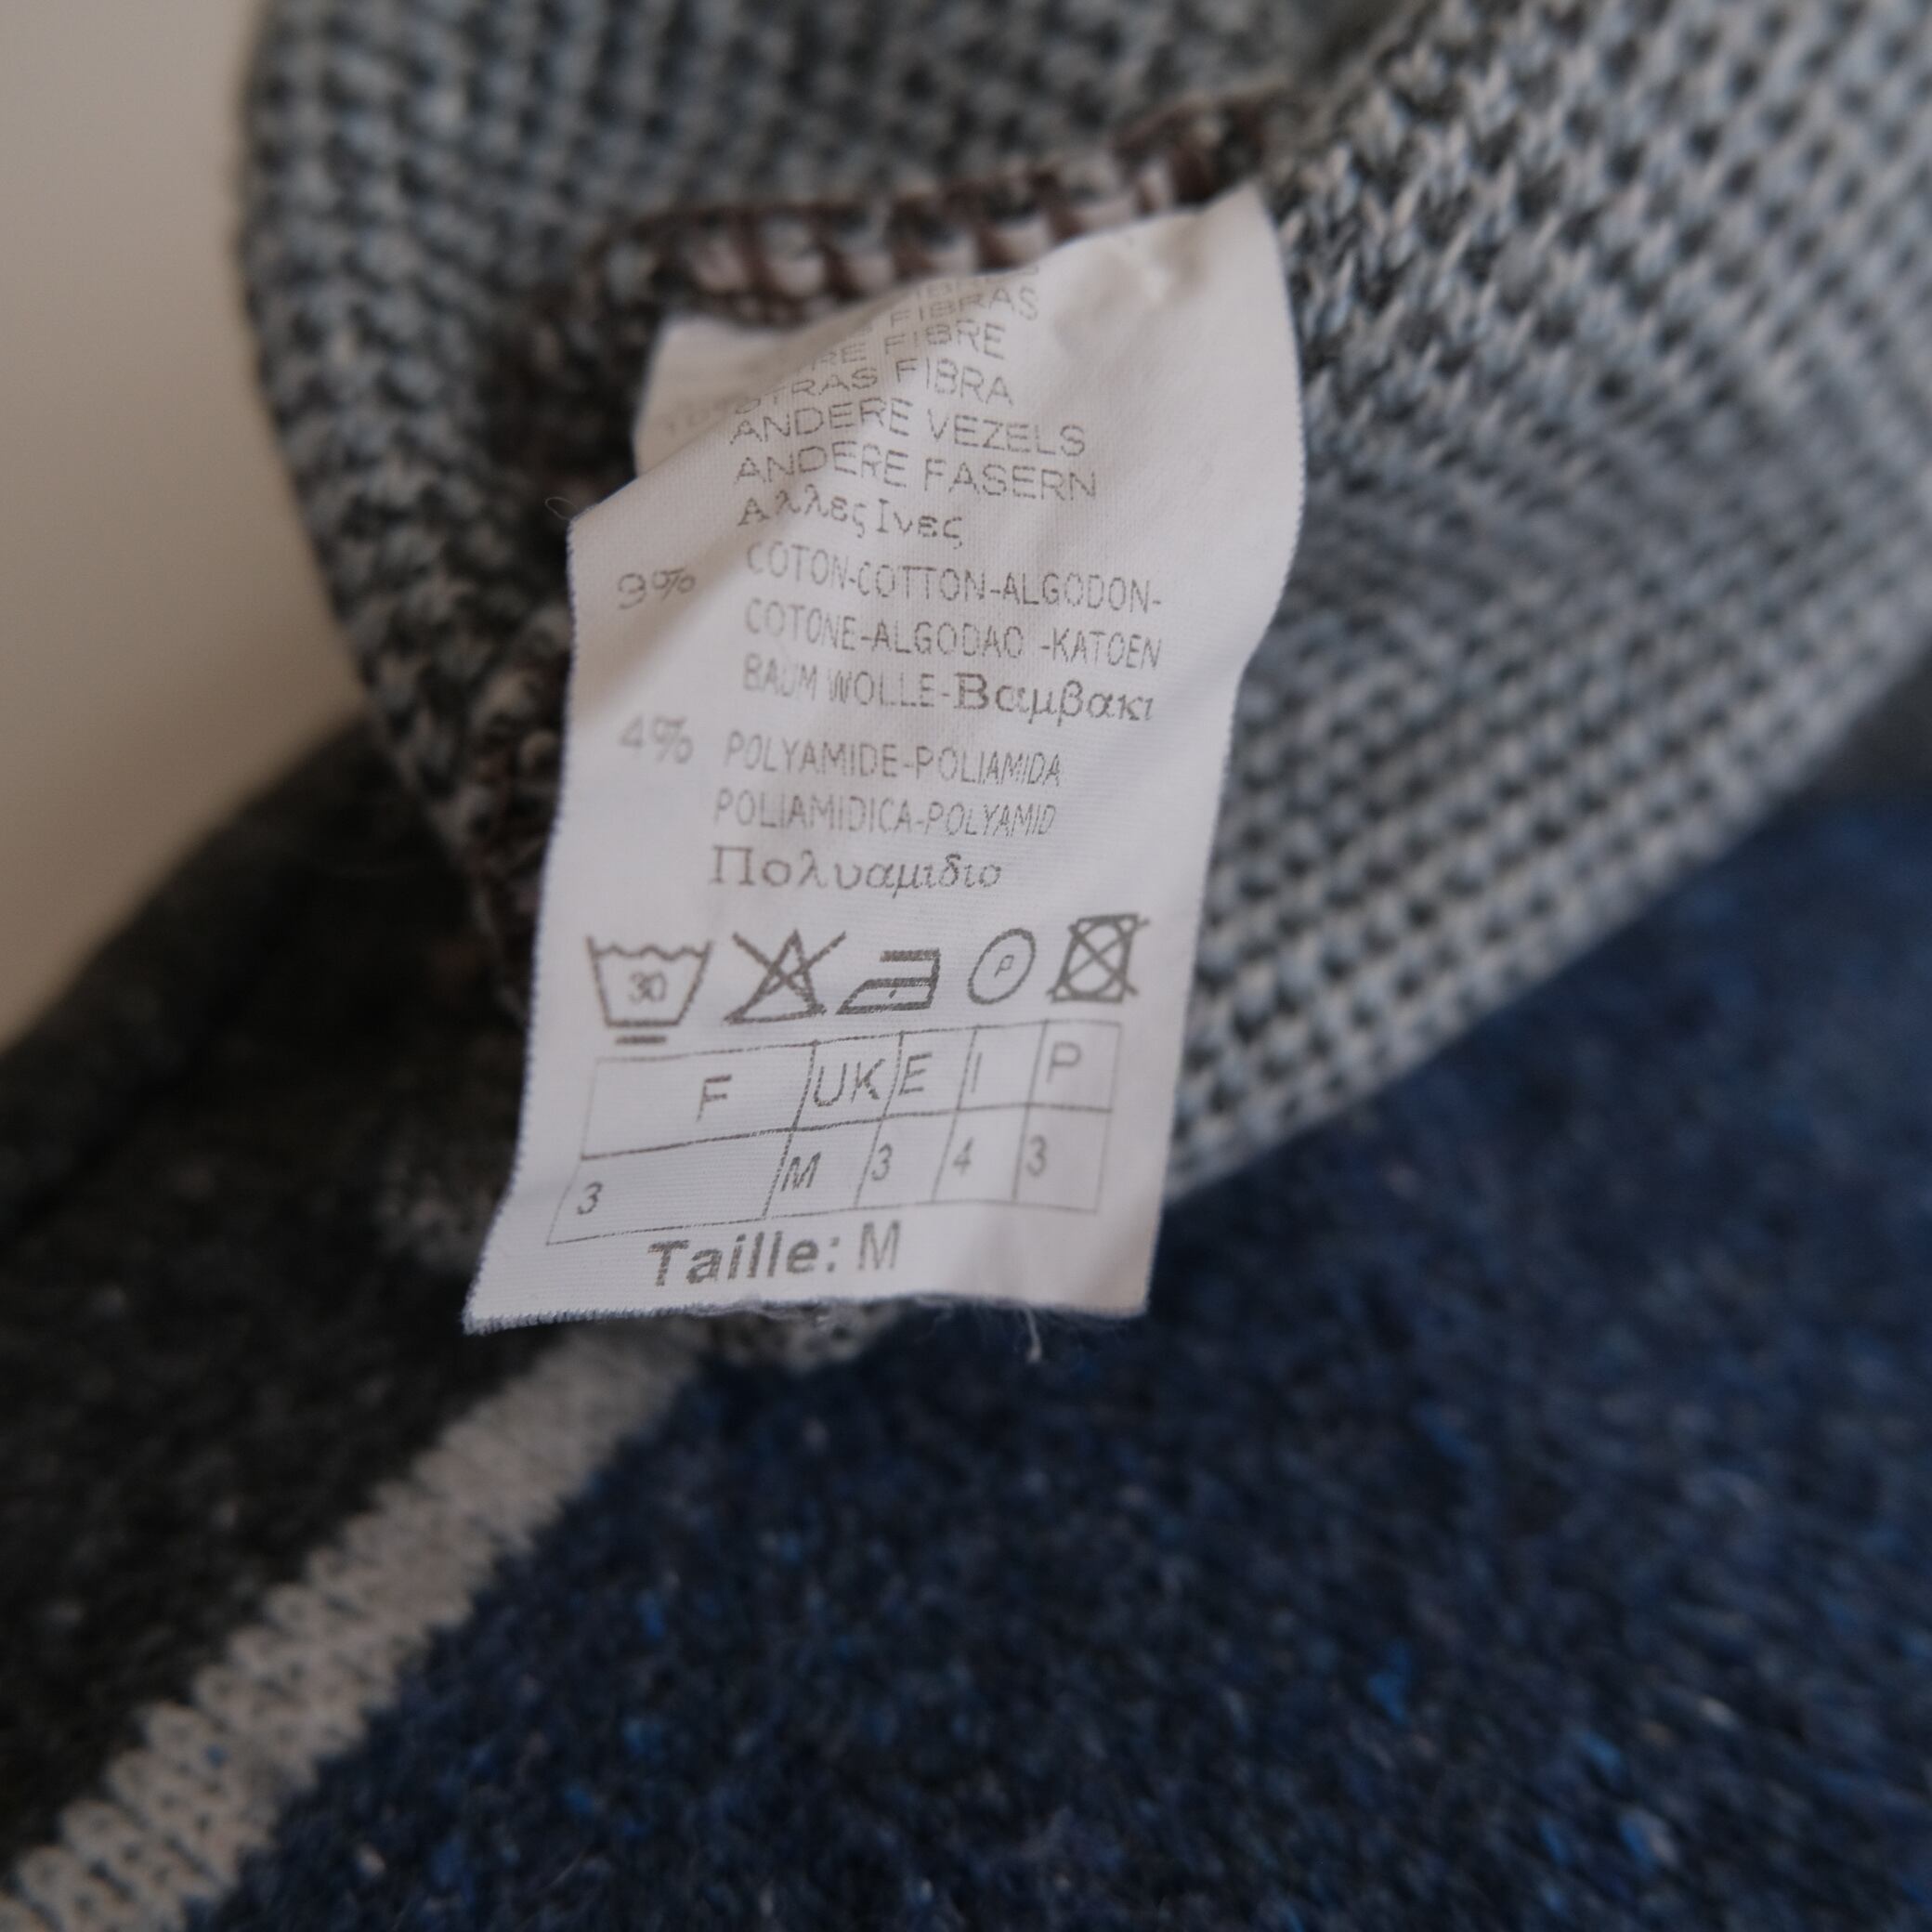 FIBRAS
FIBRE
FIBRA
ANDERE VEZELS
ANDERE FASERN
Αλλες Ινες
9% COTON-COTTON-ALGODON-
COTONE-ALGODAO -KATOEN
BAUM WOLLE-Βαμβακι
4% POLYAMIDE-POLIAMIDA
POLIAMIDICA-POLYAMID
Πολυαμιδιο
30 P
F UK E I P
3 M 3 4 3
Taille: M